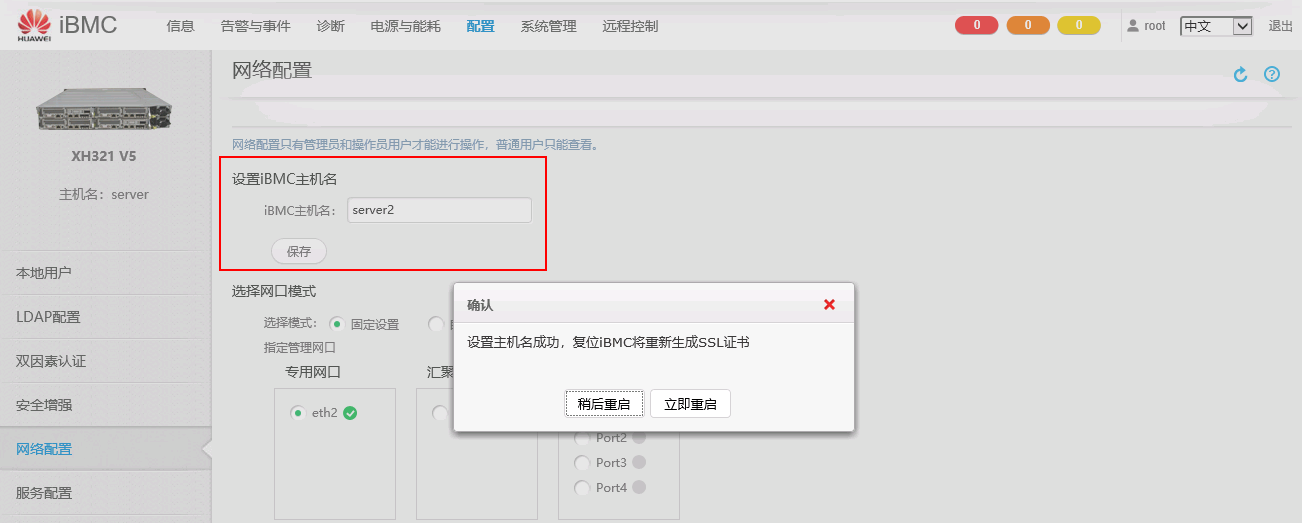 HUAWEI
iBMC 信息 告警与事件 诊断 电源与能耗 配置 系统管理 远程控制 0 0 0 root 中文 退出
网络配置
XH321 V5
主机名：server
本地用户
LDAP配置
双因素认证
安全增强
网络配置
服务配置
网络配置只有管理员和操作员用户才能进行操作，普通用户只能查看。
设置iBMC主机名
iBMC主机名： server2
保存
选择网口模式
选择模式： 固定设置
指定管理网口
专用网口 汇聚
eth2
Port2
Port3
Port4
确认
设置主机名成功，复位iBMC将重新生成SSL证书
稍后重启 立即重启